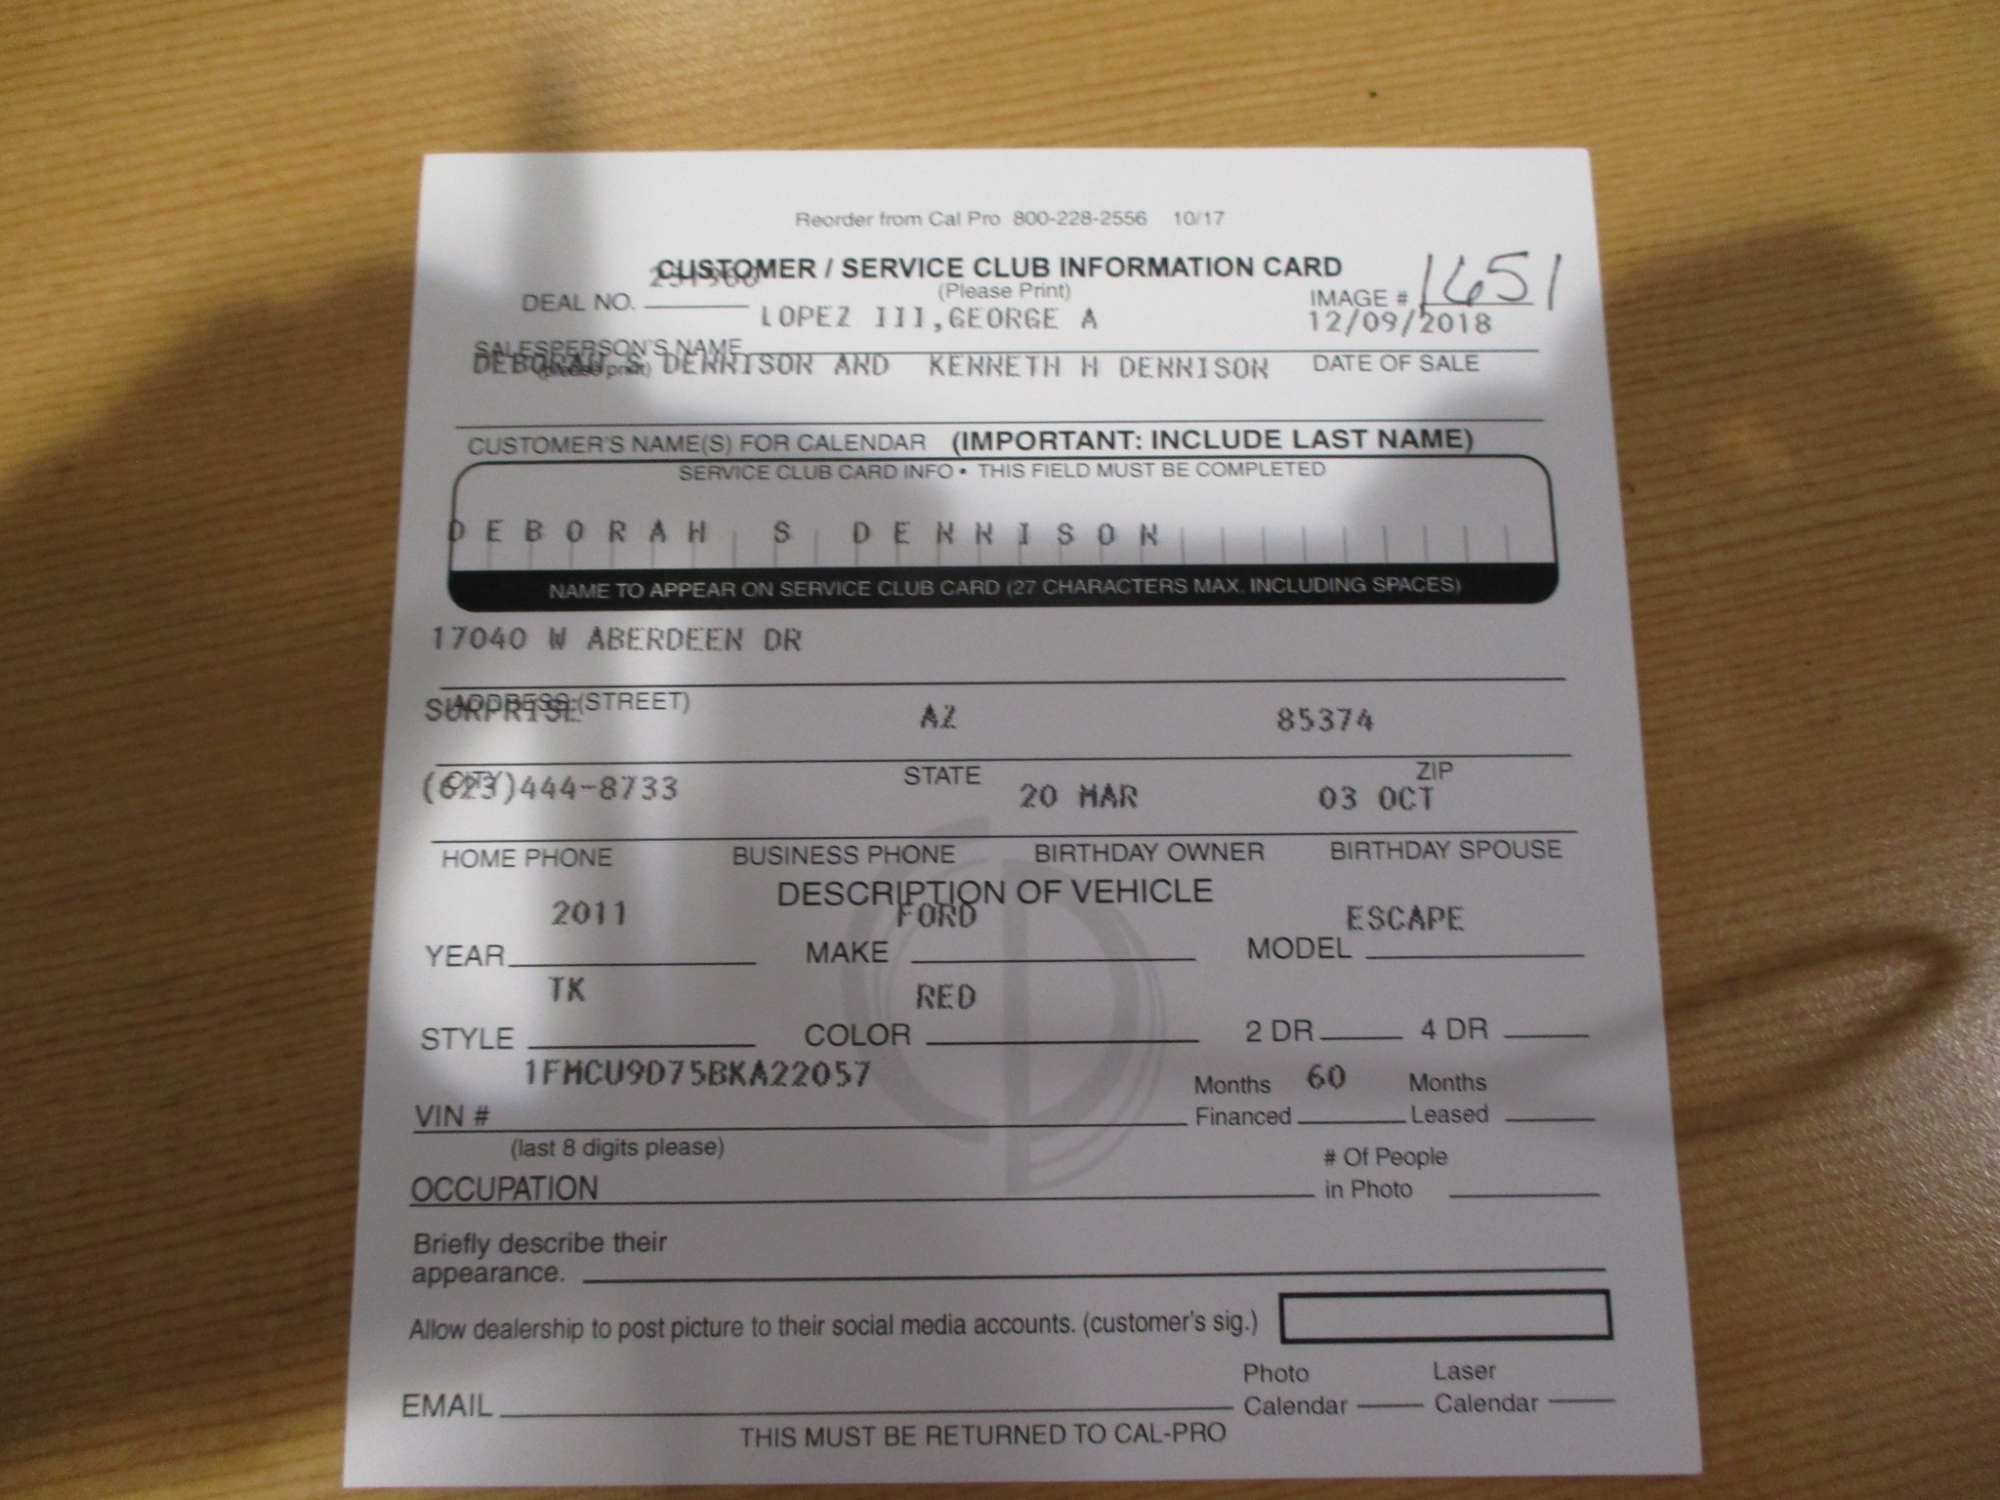 Reorder from Cal Pro 800-228-2556 10/17
CUSTOMER / SERVICE CLUB INFORMATION CARD
(Please Print)
DEAL NO.
IMAGE # 1651
LOPEZ III,GEORGE A 12/09/2018
SALESPERSON'S NAME
(please print)
DATE OF SALE
DEBORAH S DENNISON AND KENNETH H DENNISON
CUSTOMER'S NAME(S) FOR CALENDAR (IMPORTANT: INCLUDE LAST NAME)
SERVICE CLUB CARD INFO • THIS FIELD MUST BE COMPLETED
DEBORAH S DENNISON
NAME TO APPEAR ON SERVICE CLUB CARD (27 CHARACTERS MAX. INCLUDING SPACES)
17040 W ABERDEEN DR
ADDRESS (STREET)
SURPRISE AZ 85374
CITY STATE ZIP
(623)444-8733 20 MAR 03 OCT
HOME PHONE BUSINESS PHONE BIRTHDAY OWNER BIRTHDAY SPOUSE
DESCRIPTION OF VEHICLE
2011 FORD ESCAPE
YEAR MAKE MODEL
TK RED
STYLE COLOR 2 DR 4 DR
1FMCU9D75BKA22057
Months 60 Months
VIN # Financed Leased
(last 8 digits please)
# Of People
OCCUPATION in Photo
Briefly describe their
appearance.
Allow dealership to post picture to their social media accounts. (customer's sig.)
Photo Laser
EMAIL Calendar Calendar
THIS MUST BE RETURNED TO CAL-PRO